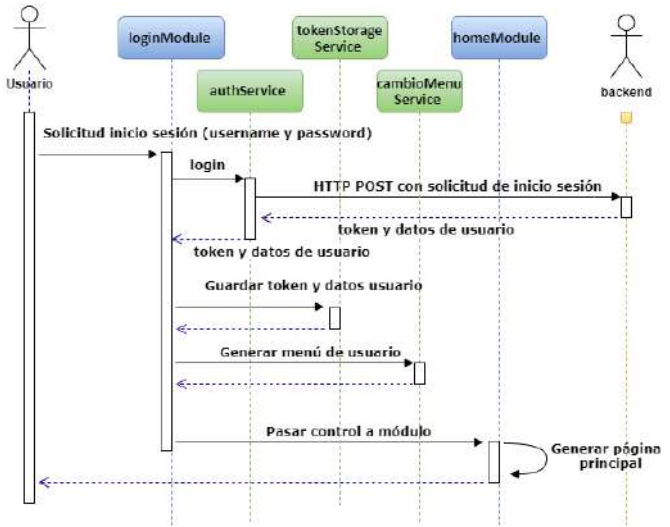 tokenStorage
Service
loginModule
homeModule
Usuario
authService
cambioMenu
Service
backend
Solicitud inicio sesión (username y password)
login
HTTP POST con solicitud de inicio sesión
token y datos de usuario
token y datos de usuario
Guardar token y datos usuario
Generar menú de usuario
Pasar control a módulo
Generar página
principal